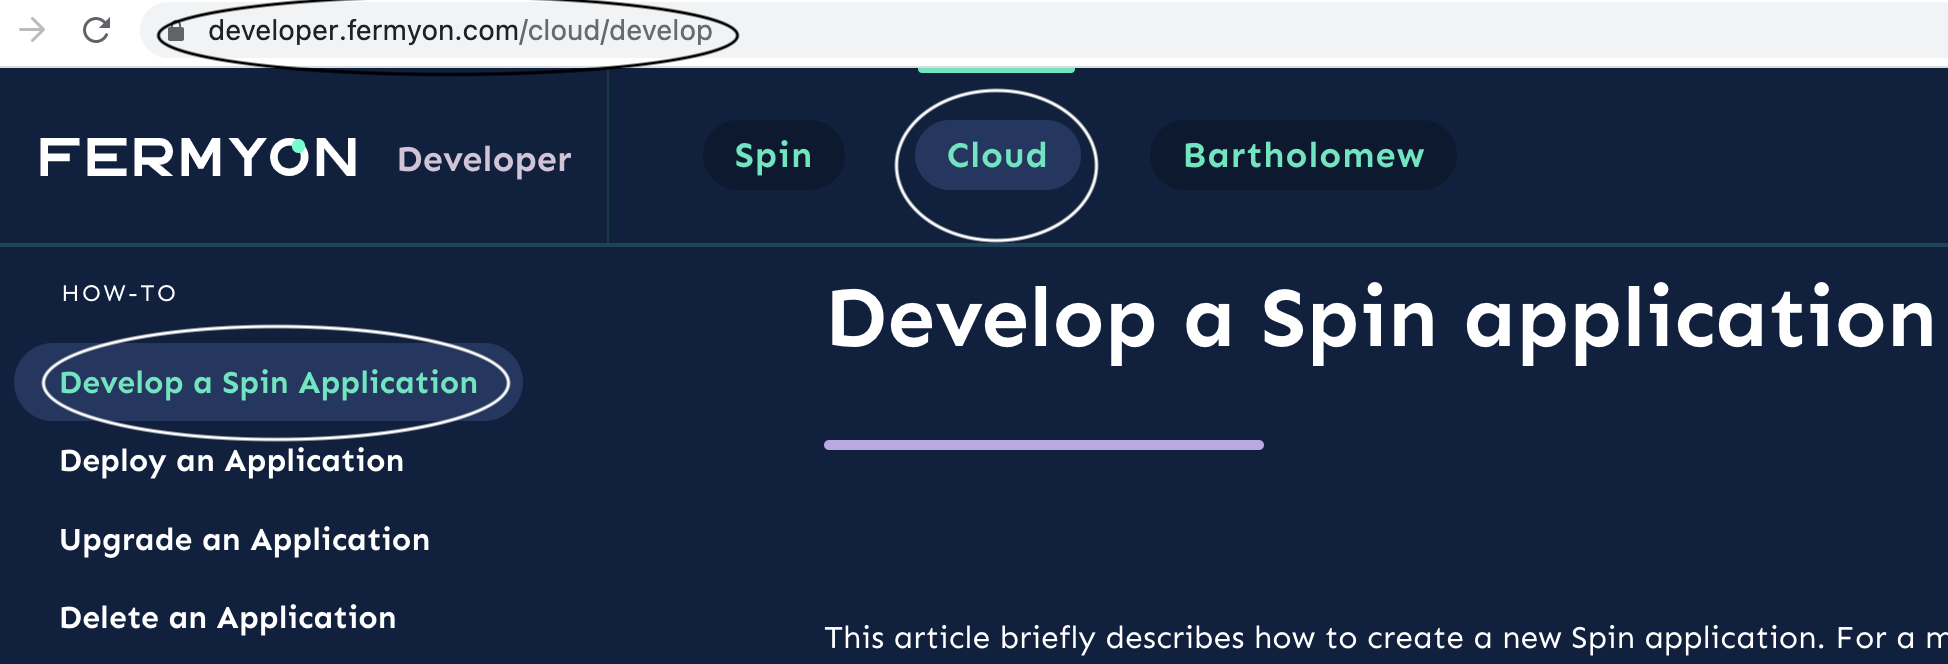 developer.fermyon.com/cloud/develop
FERMYON Developer
Spin
Cloud
Bartholomew
HOW-TO
Develop a Spin Application
Deploy an Application
Upgrade an Application
Delete an Application
Develop a Spin application
This article briefly describes how to create a new Spin application. For a